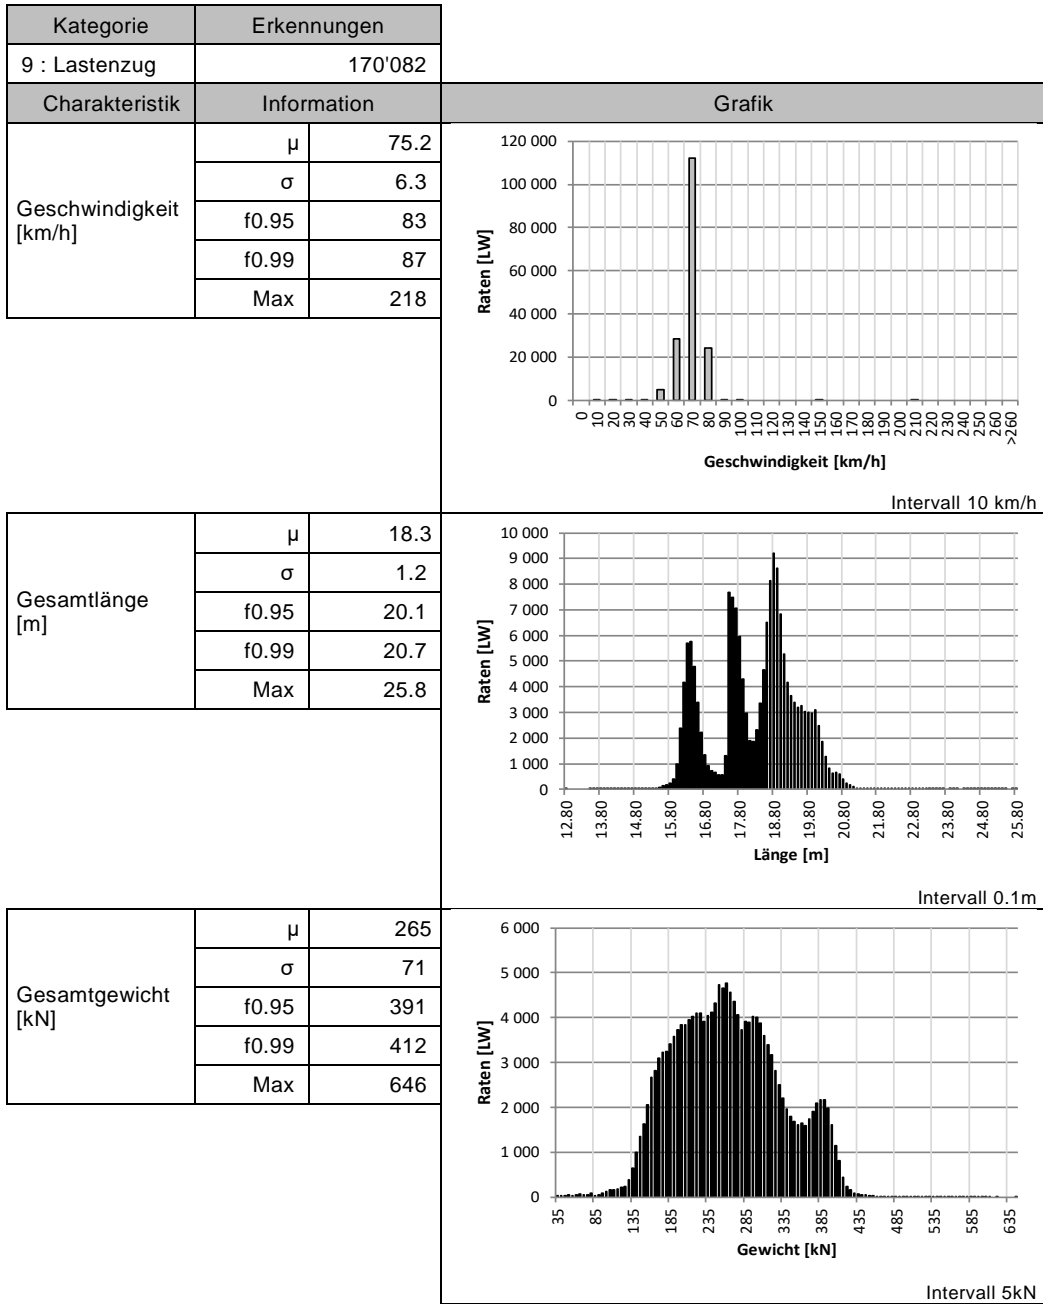 Kategorie Erkennungen
9 : Lastenzug 170'082
Charakteristik Information Grafik
Geschwindigkeit
[km/h]
µ 75.2
σ 6.3
f0.95 83
f0.99 87
Max 218
120 000
100 000
80 000
60 000
40 000
20 000
0
Raten [LW]
0 10 20 30 40 50 60 70 80 90 100 110 120 130 140 150 160 170 180 190 200 210 220 230 240 250 260 >260
Geschwindigkeit [km/h]
Intervall 10 km/h
Gesamtlänge
[m]
µ 18.3
σ 1.2
f0.95 20.1
f0.99 20.7
Max 25.8
10 000
9 000
8 000
7 000
6 000
5 000
4 000
3 000
2 000
1 000
0
Raten [LW]
12.80 13.80 14.80 15.80 16.80 17.80 18.80 19.80 20.80 21.80 22.80 23.80 24.80 25.80
Länge [m]
Intervall 0.1m
Gesamtgewicht
[kN]
µ 265
σ 71
f0.95 391
f0.99 412
Max 646
6 000
5 000
4 000
3 000
2 000
1 000
0
Raten [LW]
35 85 135 185 235 285 335 385 435 485 535 585 635
Gewicht [kN]
Intervall 5kN